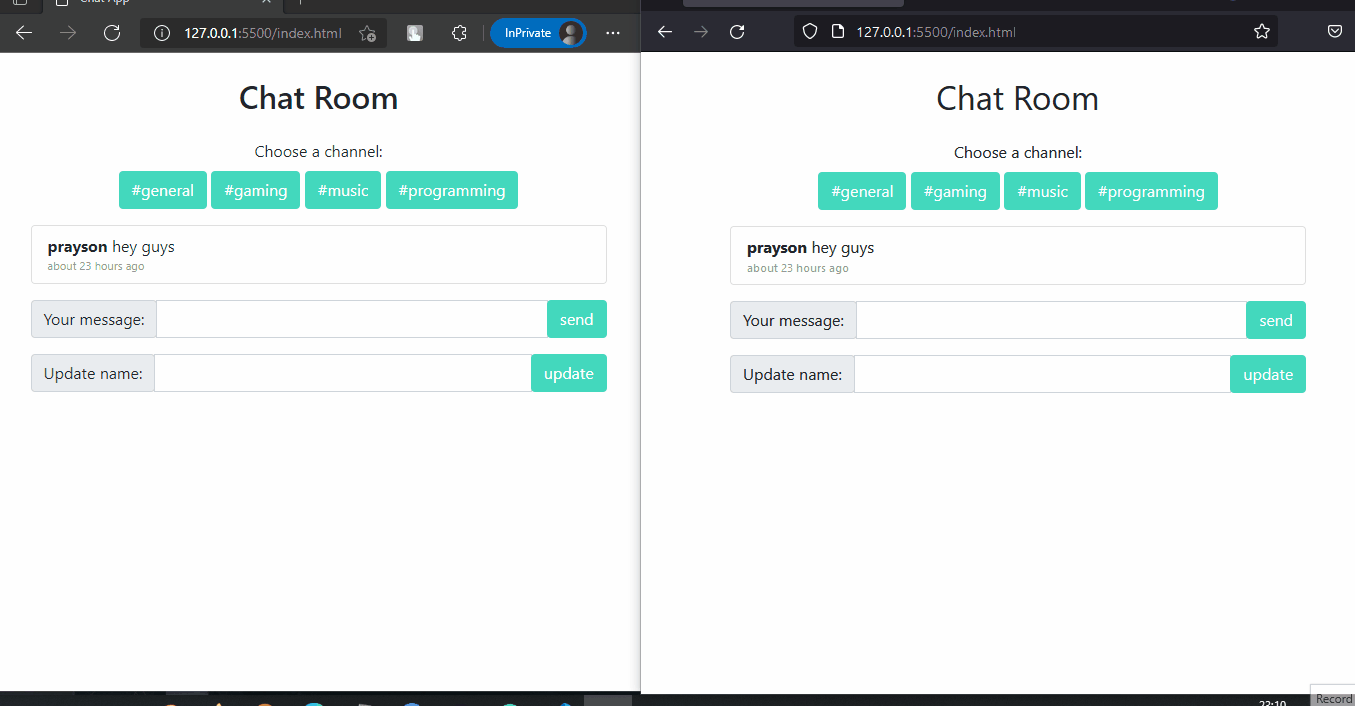 Chat App
127.0.0.1:5500/index.html
InPrivate
Chat Room
Choose a channel:
#general #gaming #music #programming
prayson hey guys
about 23 hours ago
Your message: send
Update name: update
127.0.0.1:5500/index.html
Chat Room
Choose a channel:
#general #gaming #music #programming
prayson hey guys
about 23 hours ago
Your message: send
Update name: update
Record